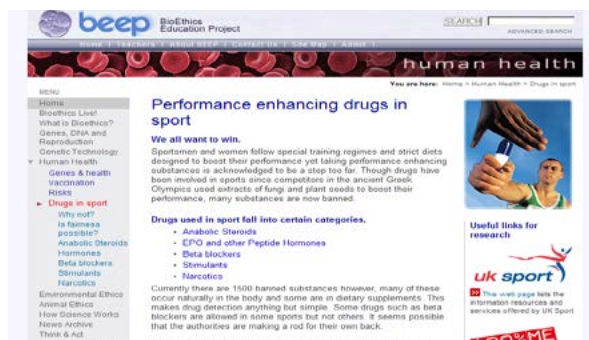 beep BioEthics Education Project
SEARCH
ADVANCED SEARCH
Home | Teachers | About BEEP | Contact Us | Site Map | Admin |
human health
You are here: Home > Human Health > Drugs in sport
MENU
Home
Bioethics Live!
What is Bioethics?
Genes, DNA and
Reproduction
Genetic Technology
Human Health
Genes & health
Vaccination
Risks
Drugs in sport
Why not?
Is fairness
possible?
Anabolic Steroids
Hormones
Beta blockers
Stimulants
Narcotics
Environmental Ethics
Animal Ethics
How Science Works
News Archive
Think & Act
Performance enhancing drugs in
sport
We all want to win.
Sportsmen and women follow special training regimes and strict diets
designed to boost their performance yet taking performance enhancing
substances is acknowledged to be a step too far. Though drugs have
been involved in sports since competitors in the ancient Greek
Olympics used extracts of fungi and plant seeds to boost their
performance, many substances are now banned.
Drugs used in sport fall into certain categories.
• Anabolic Steroids
• EPO and other Peptide Hormones
• Beta blockers
• Stimulants
• Narcotics
Currently there are 1500 banned substances however, many of these
occur naturally in the body and some are in dietary supplements. This
makes drug detection anything but simple. Some drugs such as beta
blockers are allowed in some sports but not others. It seems possible
that the authorities are making a rod for their own back.
Useful links for
research
uk sport
This web page lists the
information resources and
services offered by UK Sport